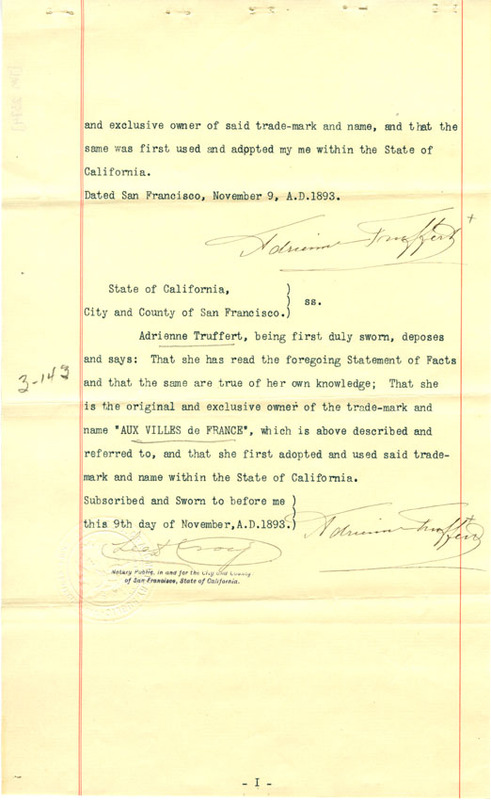 and exclusive owner of said trade-mark and name, and that the
same was first used and adppted my me within the State of
California.
Dated San Francisco, November 9, A.D.1893.
Adrienne Truffert
State of California, )
) ss.
City and County of San Francisco.)
Adrienne Truffert, being first duly sworn, deposes
and says: That she has read the foregoing Statement of Facts
3-143
and that the same are true of her own knowledge; That she
is the original and exclusive owner of the trade-mark and
name "AUX VILLES de FRANCE", which is above described and
referred to, and that she first adopted and used said trade-
mark and name within the State of California.
Subscribed and Sworn to before me )
this 9th day of November,A.D.1893.) Adrienne Truffert
Notary Public, in and for the City and County
of San Francisco, State of California.
- I -